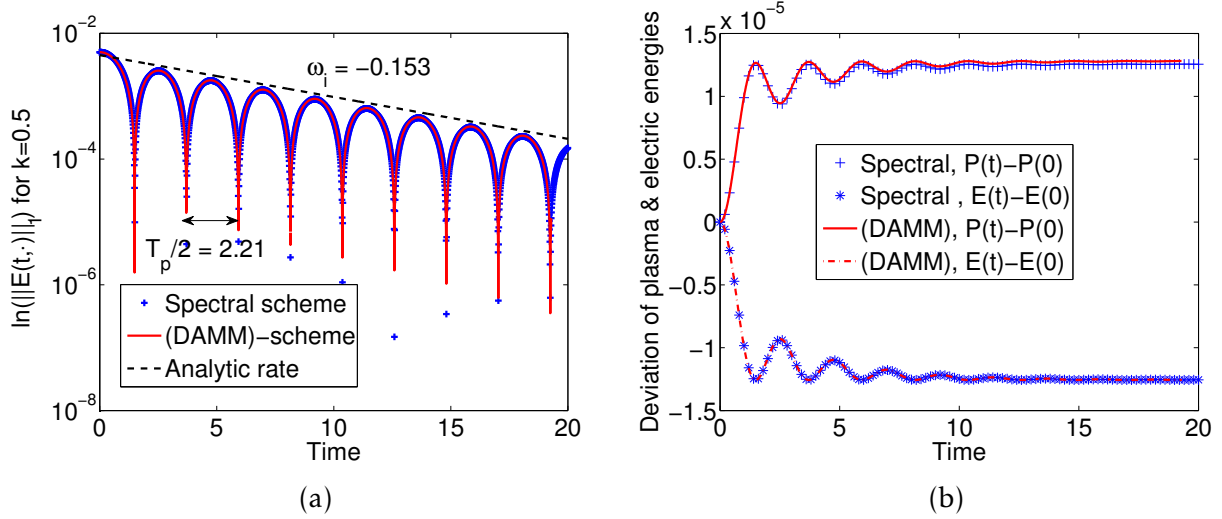 ln(||E(t,·)||₁) for k=0.5
10⁻²
10⁻⁴
10⁻⁶
10⁻⁸
ωᵢ = −0.153
Tₚ/2 = 2.21
Spectral scheme
(DAMM)−scheme
Analytic rate
0 5 10 15 20
Time
(a)
Deviation of plasma & electric energies
x 10⁻⁵
1.5
1
0.5
0
−0.5
−1
−1.5
Spectral, P(t)−P(0)
Spectral , E(t)−E(0)
(DAMM), P(t)−P(0)
(DAMM), E(t)−E(0)
0 5 10 15 20
Time
(b)